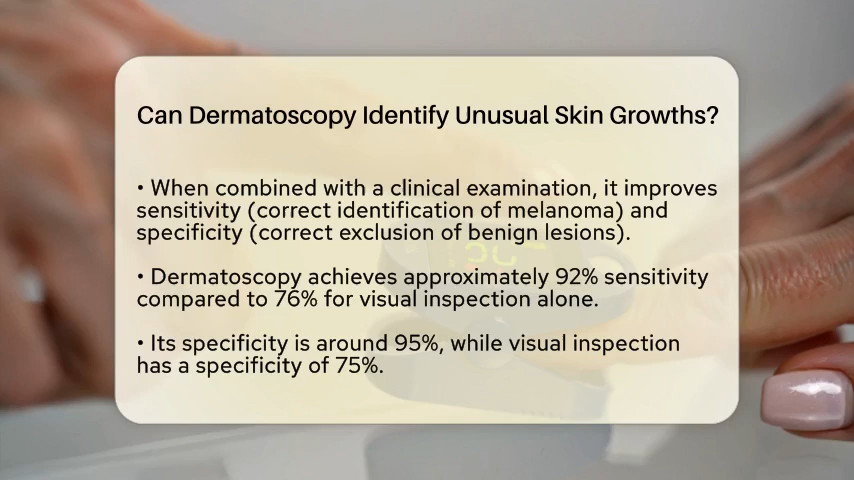 Can Dermatoscopy Identify Unusual Skin Growths?
• When combined with a clinical examination, it improves
sensitivity (correct identification of melanoma) and
specificity (correct exclusion of benign lesions).
• Dermatoscopy achieves approximately 92% sensitivity
compared to 76% for visual inspection alone.
• Its specificity is around 95%, while visual inspection
has a specificity of 75%.